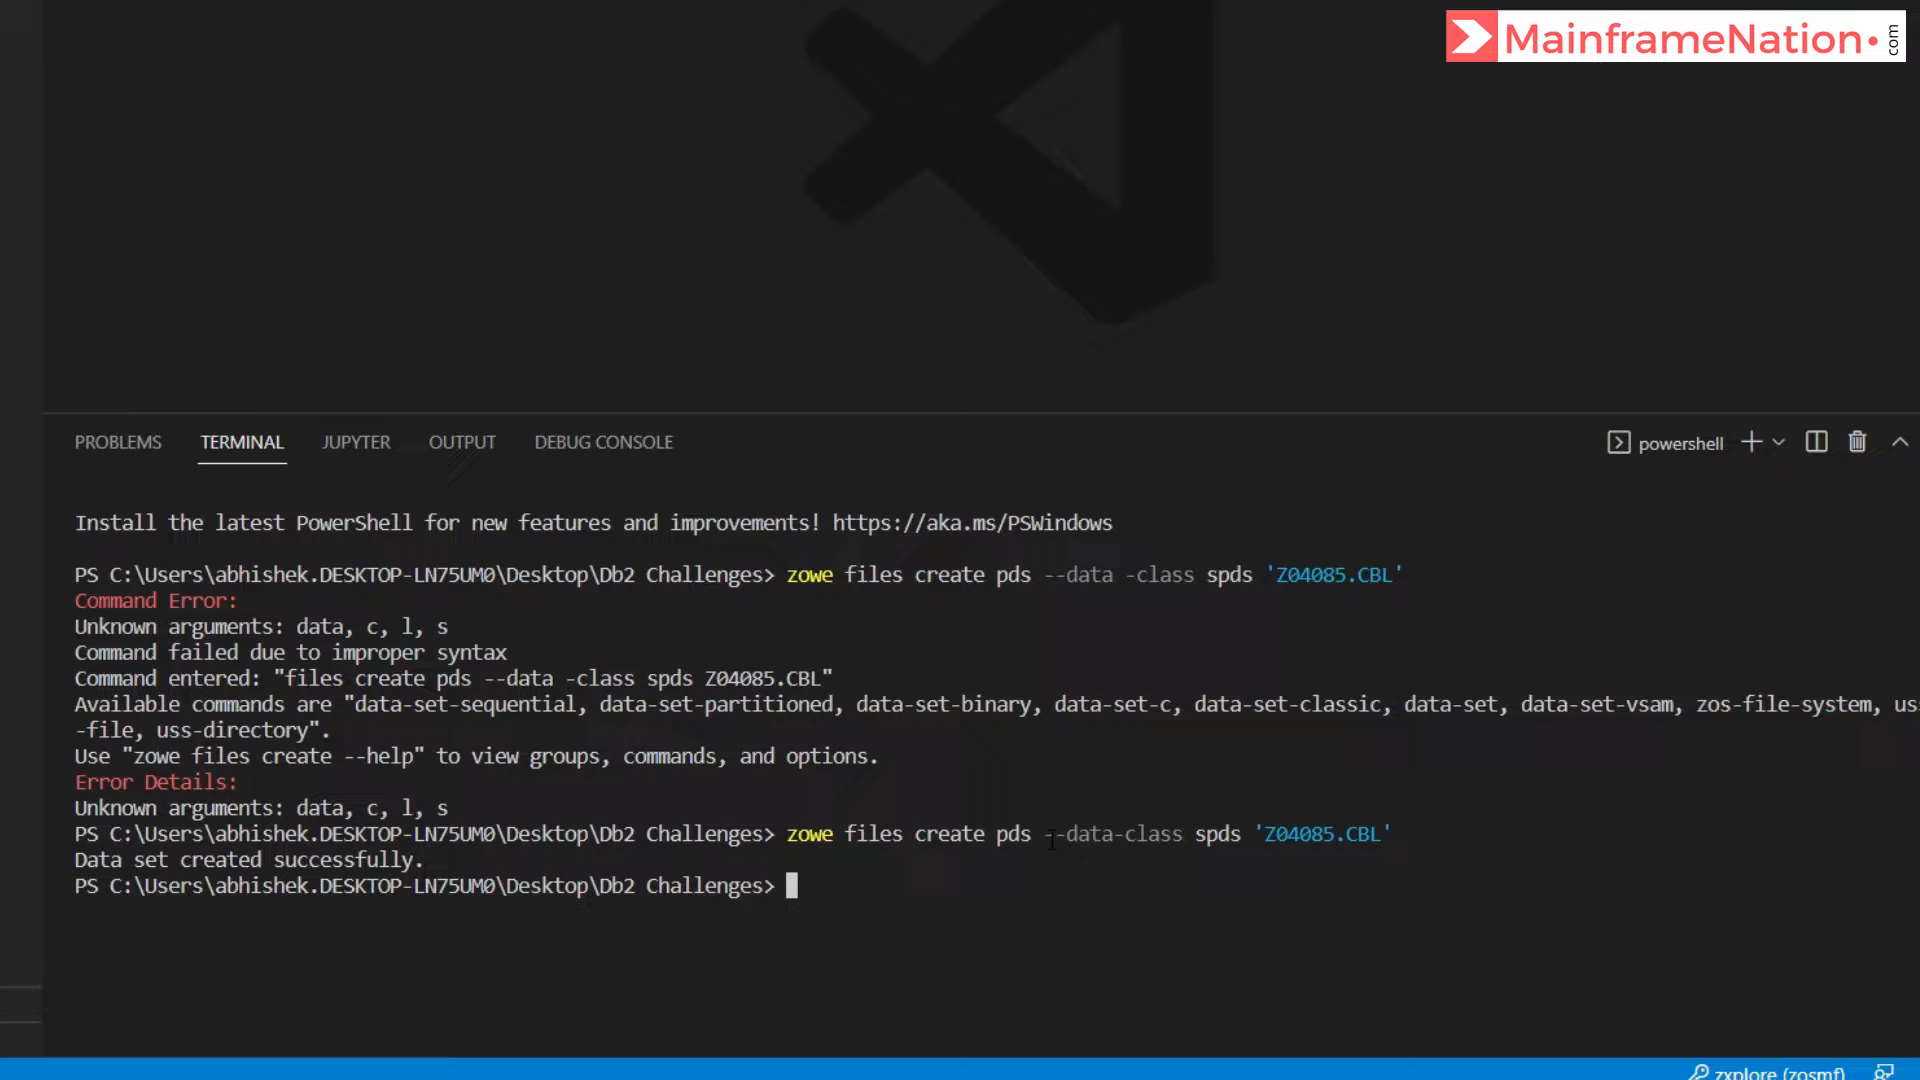 MainframeNation.com
PROBLEMS TERMINAL JUPYTER OUTPUT DEBUG CONSOLE powershell
Install the latest PowerShell for new features and improvements! https://aka.ms/PSWindows
PS C:\Users\abhishek.DESKTOP-LN75UM0\Desktop\Db2 Challenges> zowe files create pds --data -class spds 'Z04085.CBL'
Command Error:
Unknown arguments: data, c, l, s
Command failed due to improper syntax
Command entered: "files create pds --data -class spds Z04085.CBL"
Available commands are "data-set-sequential, data-set-partitioned, data-set-binary, data-set-c, data-set-classic, data-set, data-set-vsam, zos-file-system, uss
-file, uss-directory".
Use "zowe files create --help" to view groups, commands, and options.
Error Details:
Unknown arguments: data, c, l, s
PS C:\Users\abhishek.DESKTOP-LN75UM0\Desktop\Db2 Challenges> zowe files create pds --data-class spds 'Z04085.CBL'
Data set created successfully.
PS C:\Users\abhishek.DESKTOP-LN75UM0\Desktop\Db2 Challenges>
zxplore (zosmf)